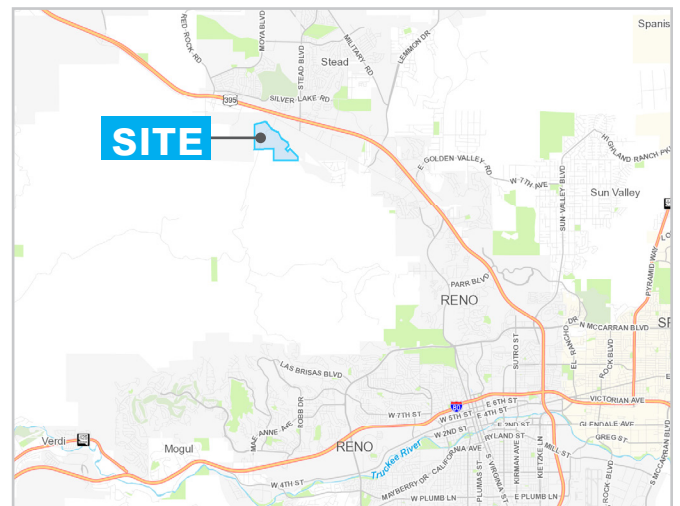 RED ROCK RD
MOYA BLVD
STEAD BLVD
MILITARY RD
LEMMON DR
Spanis
Stead
395
SILVER LAKE RD
SITE
E GOLDEN VALLEY RD
W 7TH AVE
HIGHLAND RANCH PK
Sun Valley
SUN VALLEY BLVD
PYRAMID WAY
LO
PARR BLVD
RENO
DR
N MCCARRAN BLVD
SP
SUTRO ST
EL RANCHO
ROCK BLVD
LAS BRISAS BLVD
VICTORIAN AVE
80
E 6TH ST
ROBB DR
W 7TH ST
W 5TH ST
E 4TH ST
MAE ANNE AVE
W 2ND ST
E 2ND ST
GLENDALE AVE
Verdi
Mogul
RENO
RYLAND ST
MILL ST
GREG ST
Truckee River
CALIFORNIA AVE
MAYBERRY DR
W 4TH ST
PLUMAS ST
S VIRGINIA ST
KIRMAN AVE
KIETZKE LN
S ROCK BLVD
S MCCARRAN BLVD
W PLUMB LN
E PLUMB LN